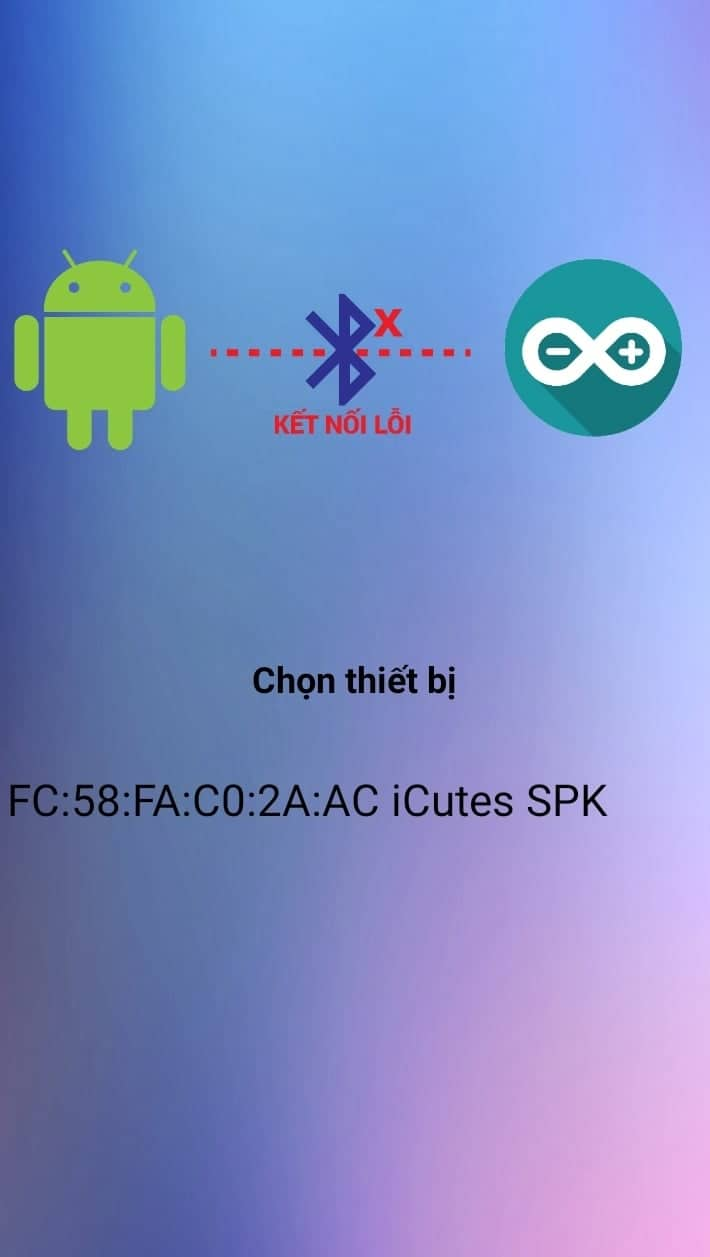 X
KẾT NỐI LỖI
Chọn thiết bị
FC:58:FA:C0:2A:AC iCutes SPK